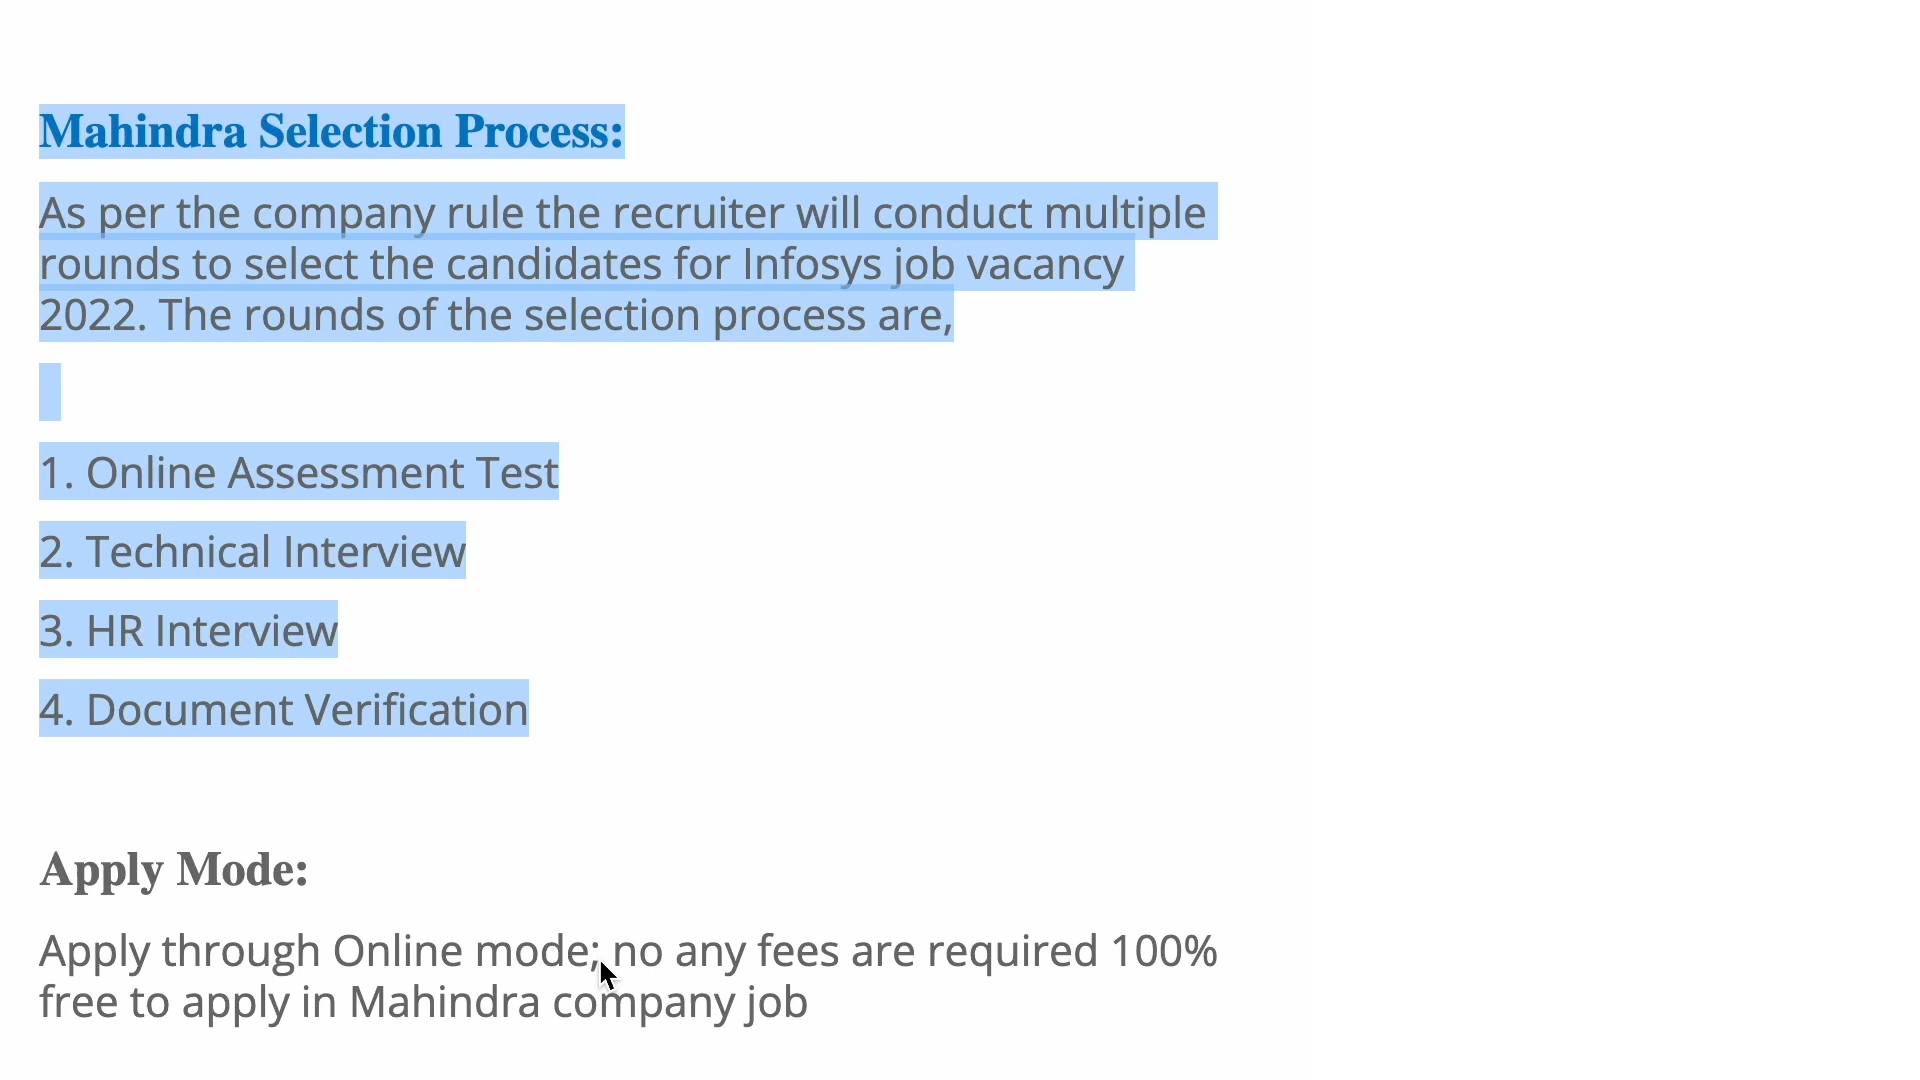 Mahindra Selection Process:
As per the company rule the recruiter will conduct multiple
rounds to select the candidates for Infosys job vacancy
2022. The rounds of the selection process are,
1. Online Assessment Test
2. Technical Interview
3. HR Interview
4. Document Verification
Apply Mode:
Apply through Online mode; no any fees are required 100%
free to apply in Mahindra company job